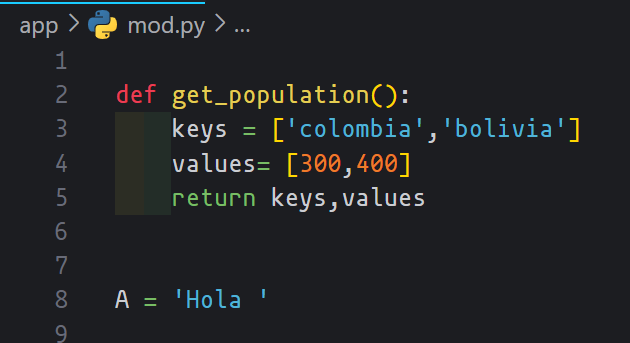 app > mod.py > ...
1
2 def get_population():
3     keys = ['colombia','bolivia']
4     values= [300,400]
5     return keys,values
6
7
8 A = 'Hola '
9